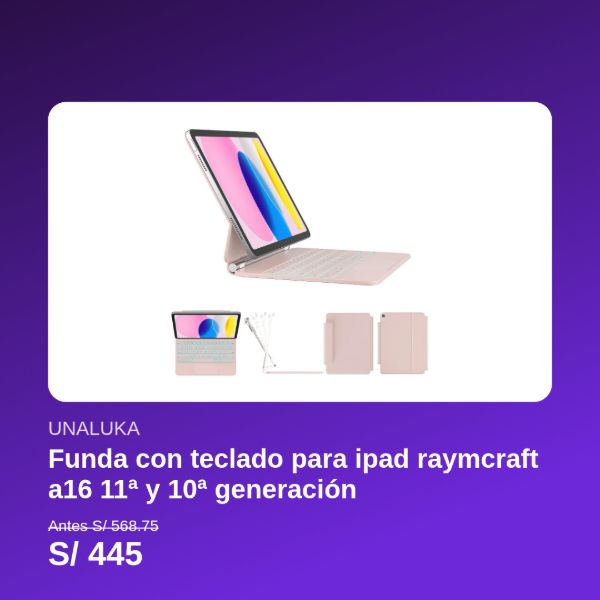 UNALUKA
Funda con teclado para ipad raymcraft
a16 11ª y 10ª generación
Antes S/ 568.75
S/ 445